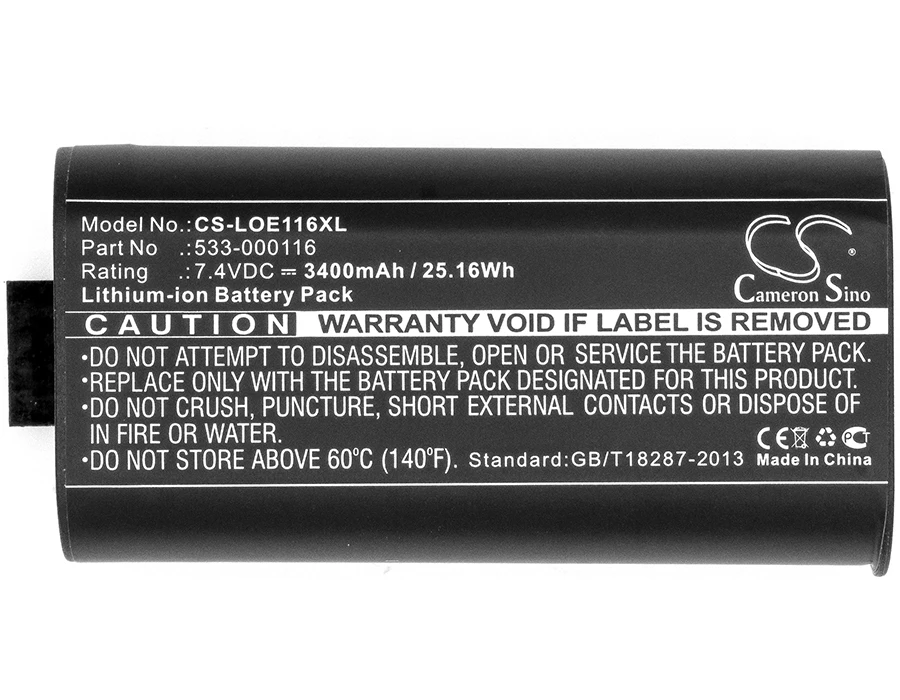 Model No.:CS-LOE116XL
Part No .:533-000116
Rating .:7.4VDC ⎓ 3400mAh / 25.16Wh
Lithium-ion Battery Pack
CS®
Cameron Sino
CAUTION WARRANTY VOID IF LABEL IS REMOVED
•DO NOT ATTEMPT TO DISASSEMBLE, OPEN OR SERVICE THE BATTERY PACK.
•REPLACE ONLY WITH THE BATTERY PACK DESIGNATED FOR THIS PRODUCT.
•DO NOT CRUSH, PUNCTURE, SHORT EXTERNAL CONTACTS OR DISPOSE OF
IN FIRE OR WATER.
•DO NOT STORE ABOVE 60°C (140°F). Standard:GB/T18287-2013
CE PCT
Made In China